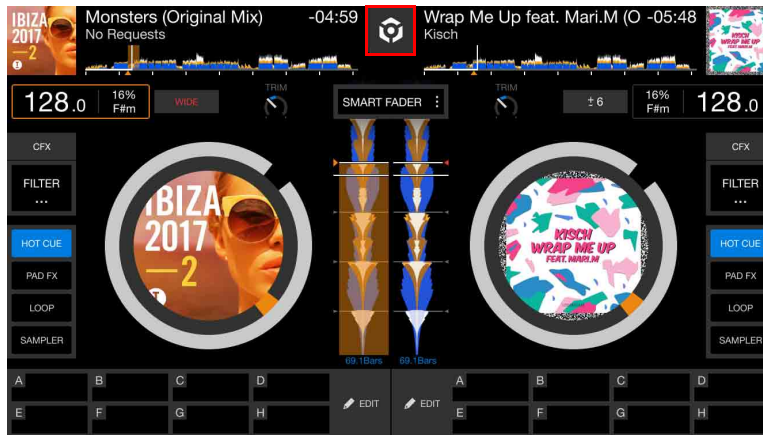 IBIZA
2017
—2
Monsters (Original Mix) -04:59
No Requests
Wrap Me Up feat. Mari.M (O -05:48
Kisch
KISCH
WRAP ME UP
FEAT. MARI.M
128.0
16%
F#m
WIDE
TRIM
SMART FADER
TRIM
±6
16%
F#m
128.0
CFX
FILTER
...
HOT CUE
PAD FX
LOOP
SAMPLER
IBIZA
2017
—2
KISCH
WRAP ME UP
FEAT. MARI.M
CFX
FILTER
...
HOT CUE
PAD FX
LOOP
SAMPLER
69.1Bars 69.1Bars
A B C D
E F G H
EDIT EDIT
A B C D
E F G H